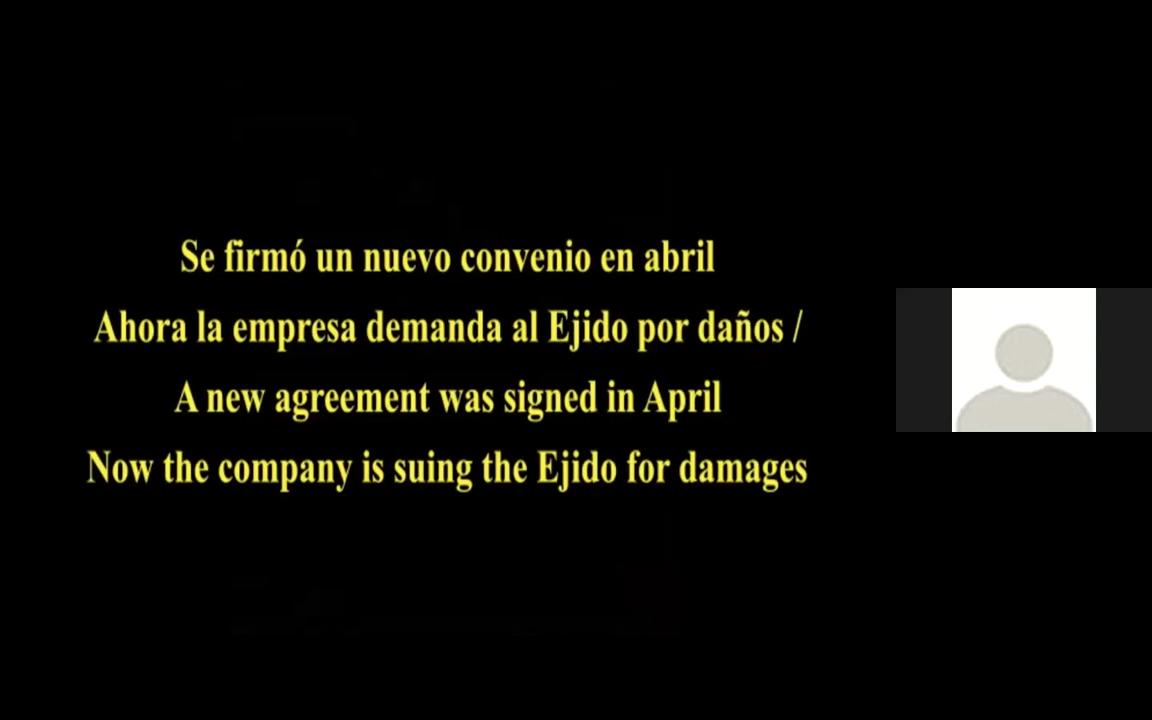 Se firmó un nuevo convenio en abril
Ahora la empresa demanda al Ejido por daños /
A new agreement was signed in April
Now the company is suing the Ejido for damages